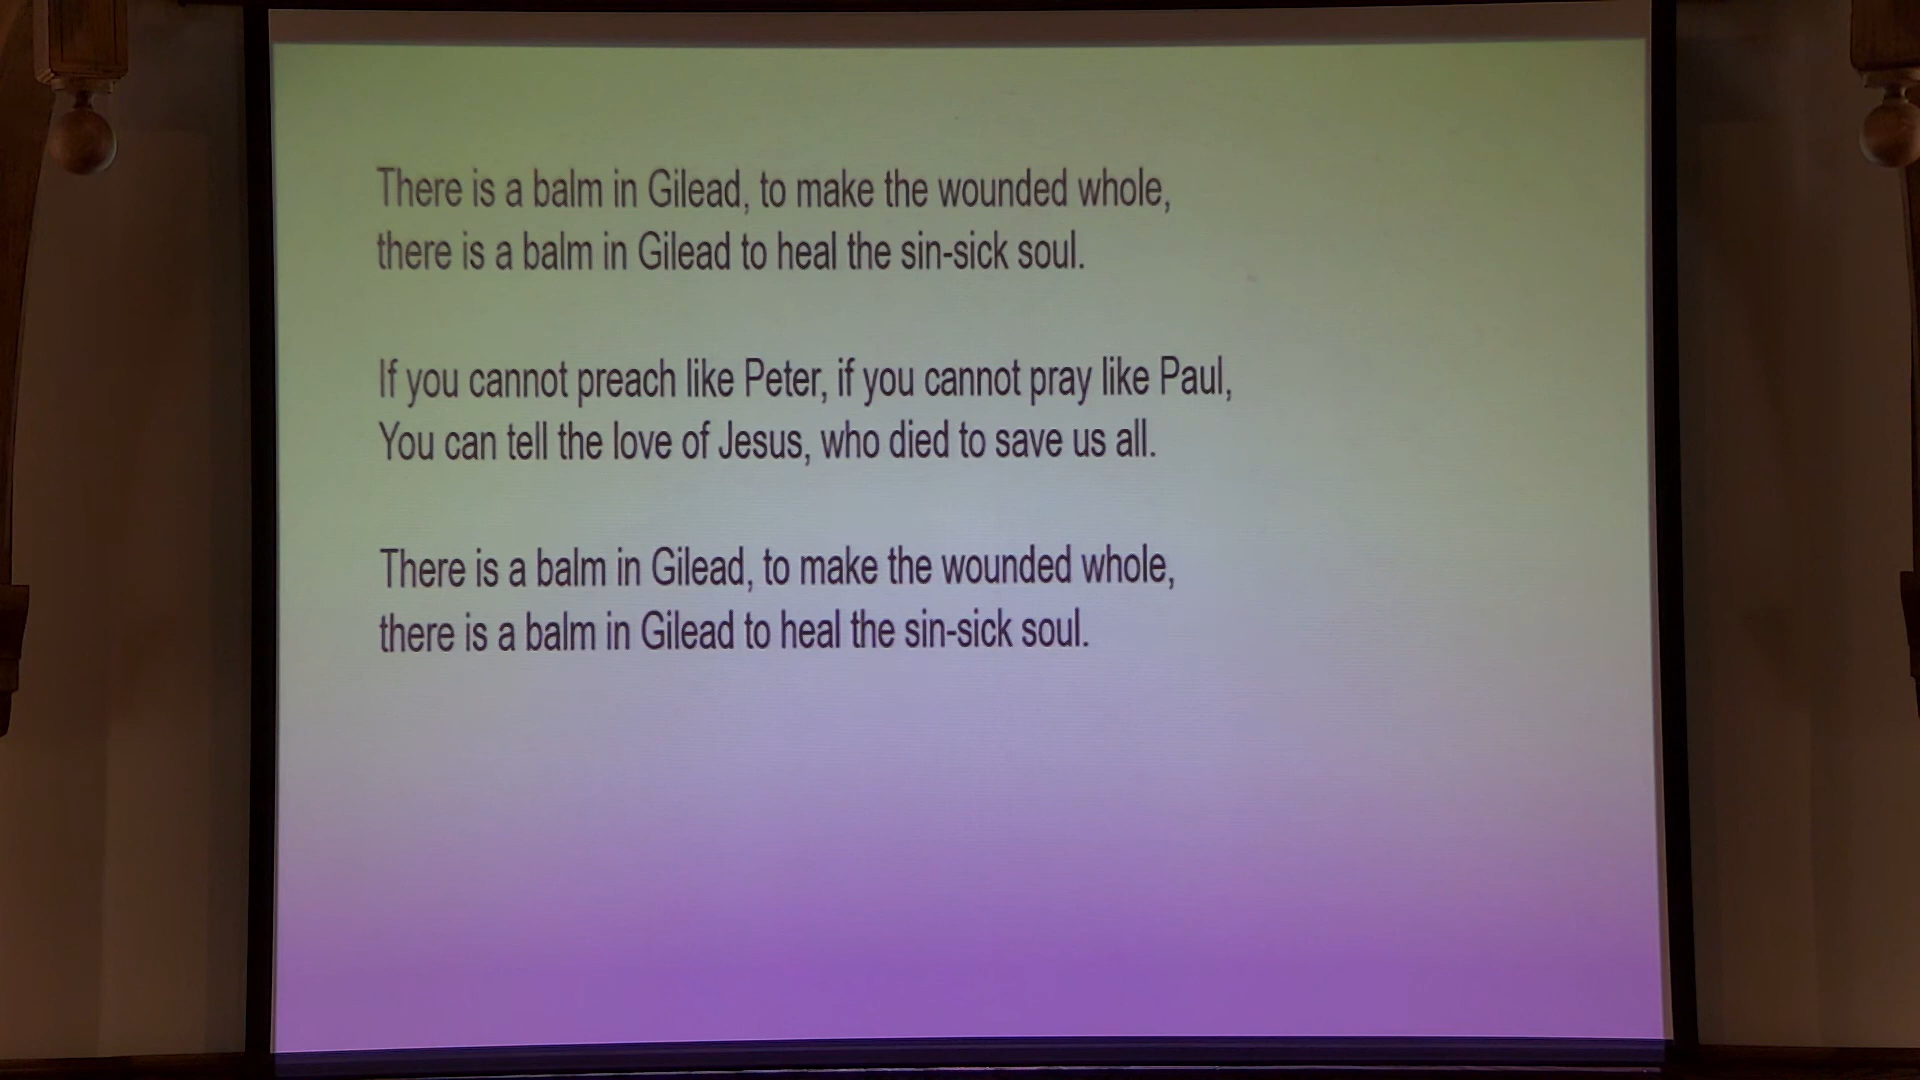 There is a balm in Gilead, to make the wounded whole,
there is a balm in Gilead to heal the sin-sick soul.
If you cannot preach like Peter, if you cannot pray like Paul,
You can tell the love of Jesus, who died to save us all.
There is a balm in Gilead, to make the wounded whole,
there is a balm in Gilead to heal the sin-sick soul.